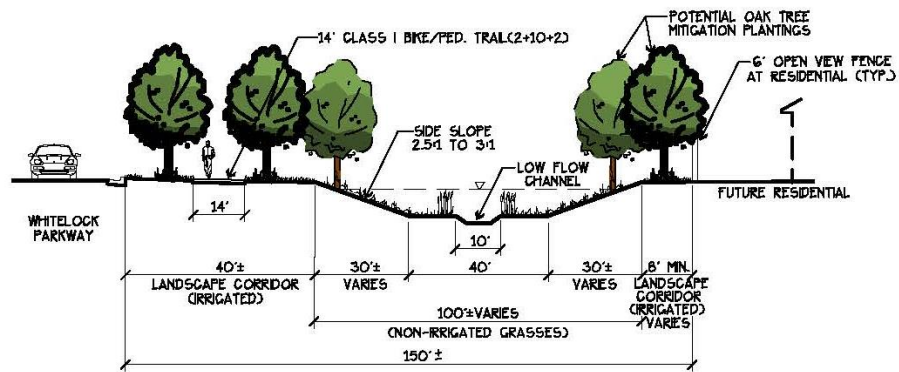 14' CLASS I BIKE/PED. TRAIL(2+10+2)
POTENTIAL OAK TREE
MITIGATION PLANTINGS
6' OPEN VIEW FENCE
AT RESIDENTIAL (TYP.)
SIDE SLOPE
2.5:1 TO 3:1
LOW FLOW
CHANNEL
FUTURE RESIDENTIAL
WHITELOCK
PARKWAY
14'
10'
40'±
LANDSCAPE CORRIDOR
(IRRIGATED)
30'±
VARIES
40'
30'±
VARIES
6' MIN.
LANDSCAPE
CORRIDOR
(IRRIGATED)
VARIES
100'±VARIES
(NON-IRRIGATED GRASSES)
150'±